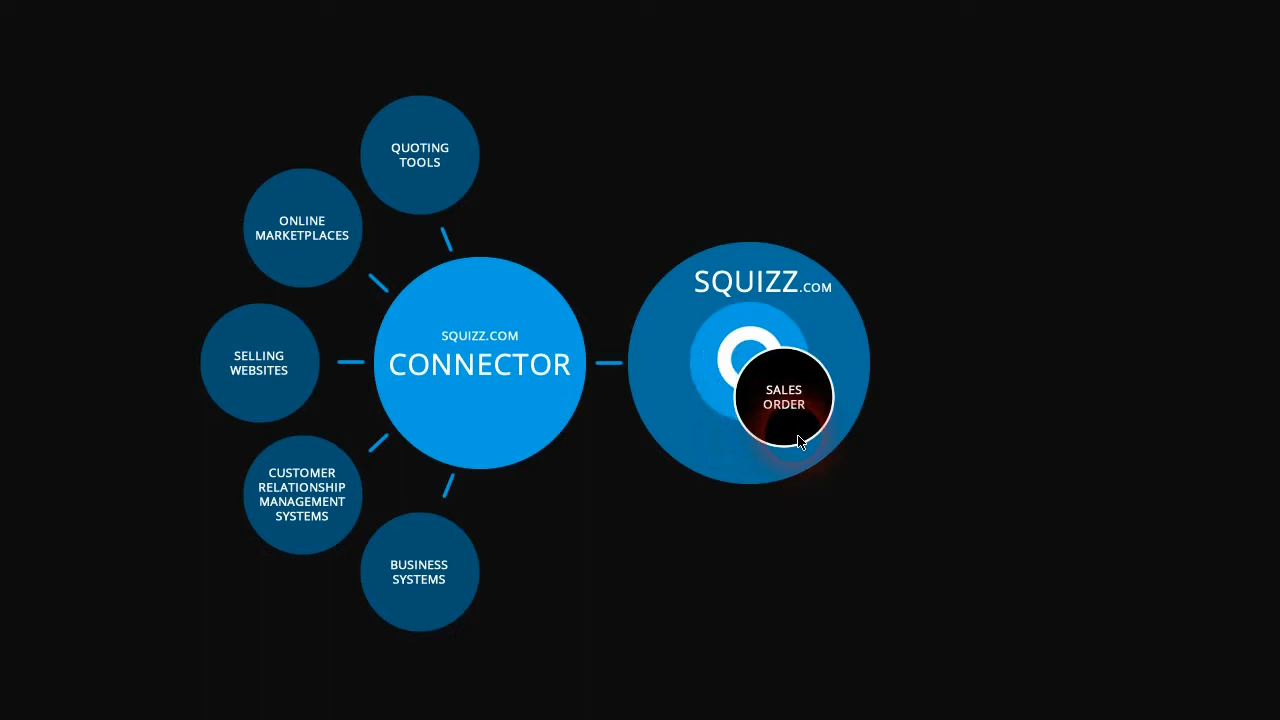 QUOTING
TOOLS
ONLINE
MARKETPLACES
SELLING
WEBSITES
CUSTOMER
RELATIONSHIP
MANAGEMENT
SYSTEMS
BUSINESS
SYSTEMS
SQUIZZ.COM
CONNECTOR
SQUIZZ.COM
SALES
ORDER